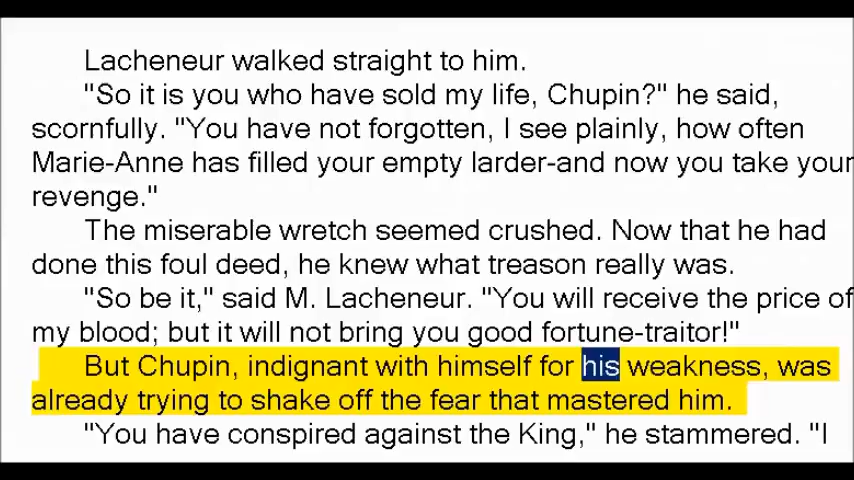 Lacheneur walked straight to him.
"So it is you who have sold my life, Chupin?" he said,
scornfully. "You have not forgotten, I see plainly, how often
Marie-Anne has filled your empty larder-and now you take your
revenge."
The miserable wretch seemed crushed. Now that he had
done this foul deed, he knew what treason really was.
"So be it," said M. Lacheneur. "You will receive the price of
my blood; but it will not bring you good fortune-traitor!"
But Chupin, indignant with himself for his weakness, was
already trying to shake off the fear that mastered him.
"You have conspired against the King," he stammered. "I